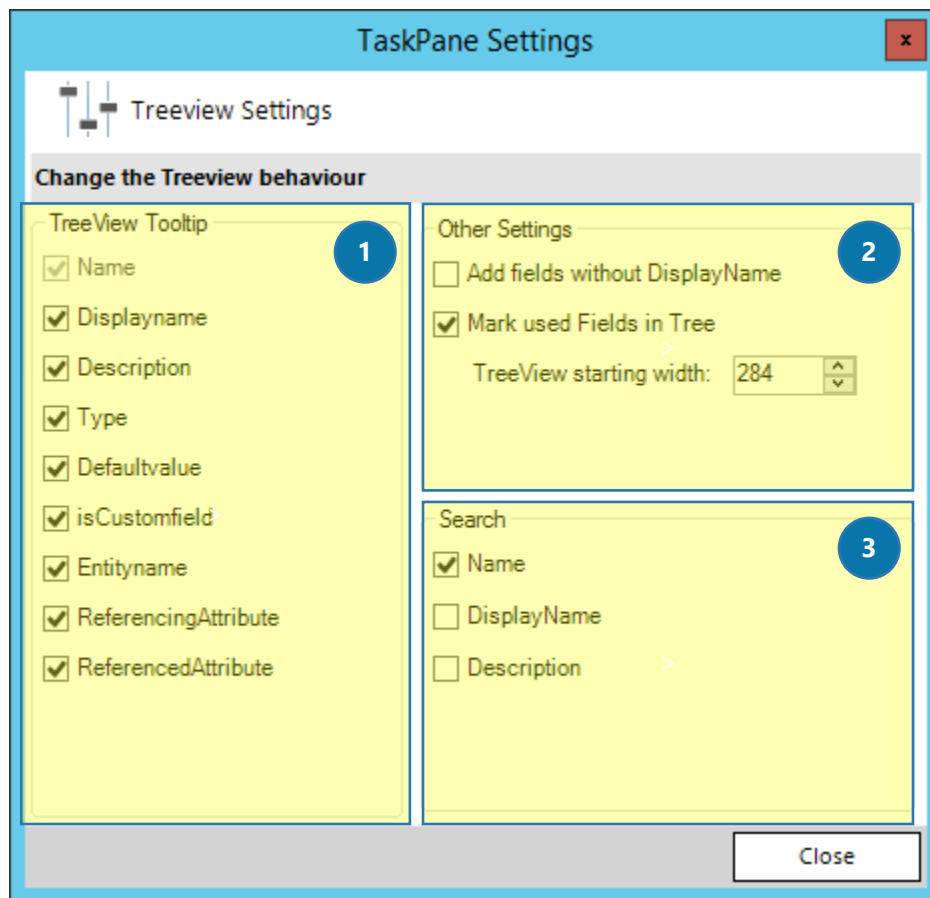 TaskPane Settings
x
Treeview Settings
Change the Treeview behaviour
TreeView Tooltip
1
Name
Displayname
Description
Type
Defaultvalue
isCustomfield
Entityname
ReferencingAttribute
ReferencedAttribute
Other Settings
2
Add fields without DisplayName
Mark used Fields in Tree
TreeView starting width: 284
Search
3
Name
DisplayName
Description
Close